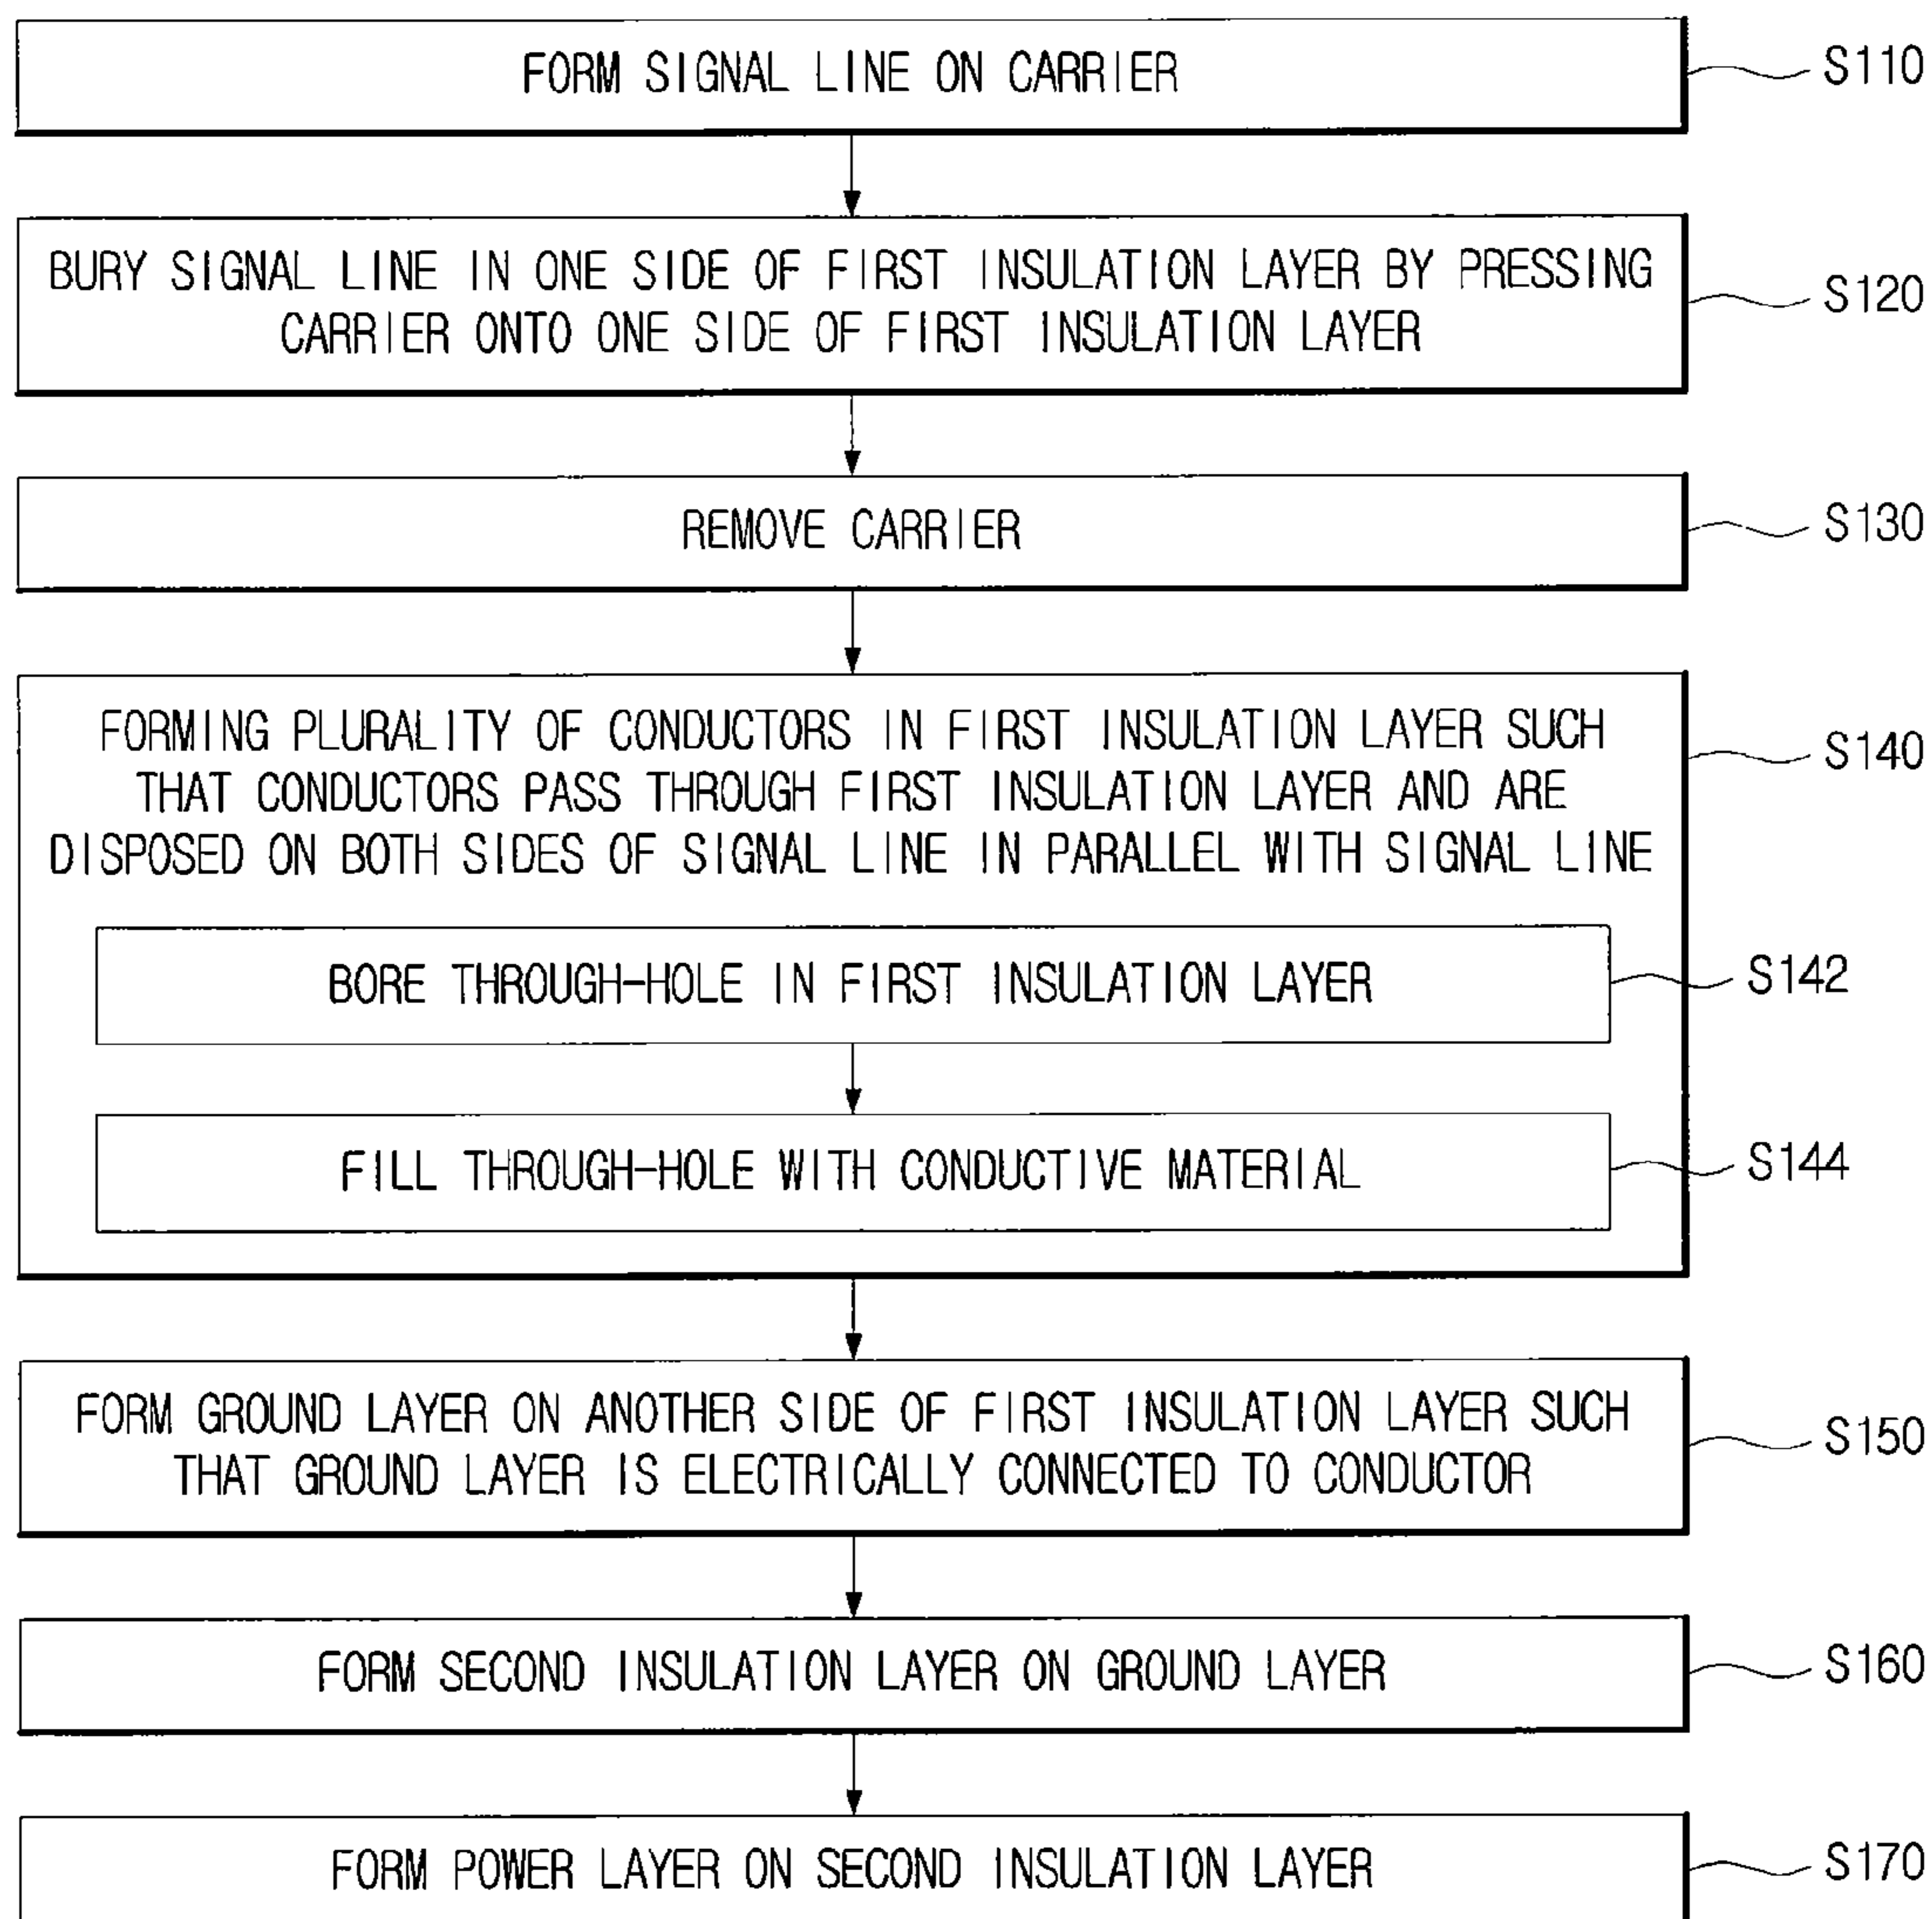 FORM SIGNAL LINE ON CARRIER
S110
BURY SIGNAL LINE IN ONE SIDE OF FIRST INSULATION LAYER BY PRESSING
CARRIER ONTO ONE SIDE OF FIRST INSULATION LAYER
S120
REMOVE CARRIER
S130
FORMING PLURALITY OF CONDUCTORS IN FIRST INSULATION LAYER SUCH
THAT CONDUCTORS PASS THROUGH FIRST INSULATION LAYER AND ARE
DISPOSED ON BOTH SIDES OF SIGNAL LINE IN PARALLEL WITH SIGNAL LINE
S140
BORE THROUGH-HOLE IN FIRST INSULATION LAYER
S142
FILL THROUGH-HOLE WITH CONDUCTIVE MATERIAL
S144
FORM GROUND LAYER ON ANOTHER SIDE OF FIRST INSULATION LAYER SUCH
THAT GROUND LAYER IS ELECTRICALLY CONNECTED TO CONDUCTOR
S150
FORM SECOND INSULATION LAYER ON GROUND LAYER
S160
FORM POWER LAYER ON SECOND INSULATION LAYER
S170